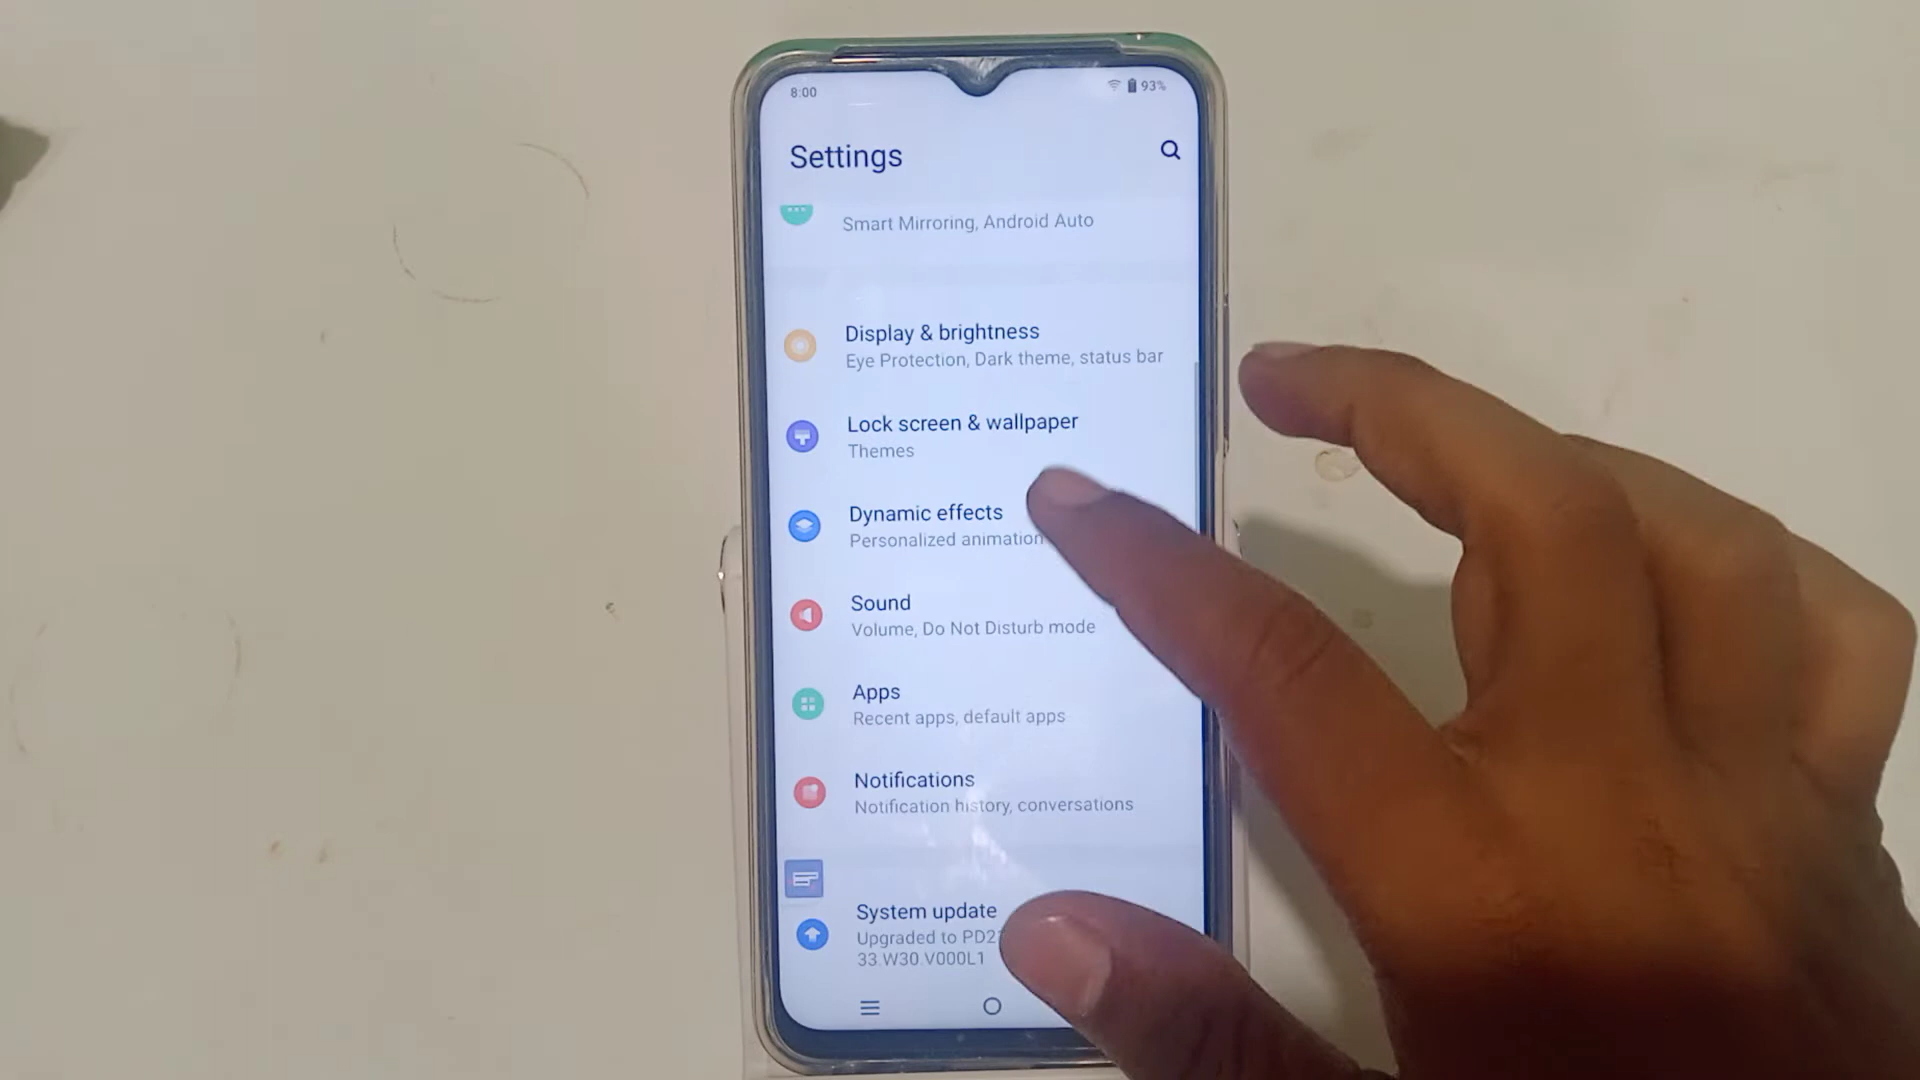 8:00
93%
Settings
Smart Mirroring, Android Auto
Display & brightness
Eye Protection, Dark theme, status bar
Lock screen & wallpaper
Themes
Dynamic effects
Personalized animation
Sound
Volume, Do Not Disturb mode
Apps
Recent apps, default apps
Notifications
Notification history, conversations
System update
Upgraded to
33.W30.V000L1